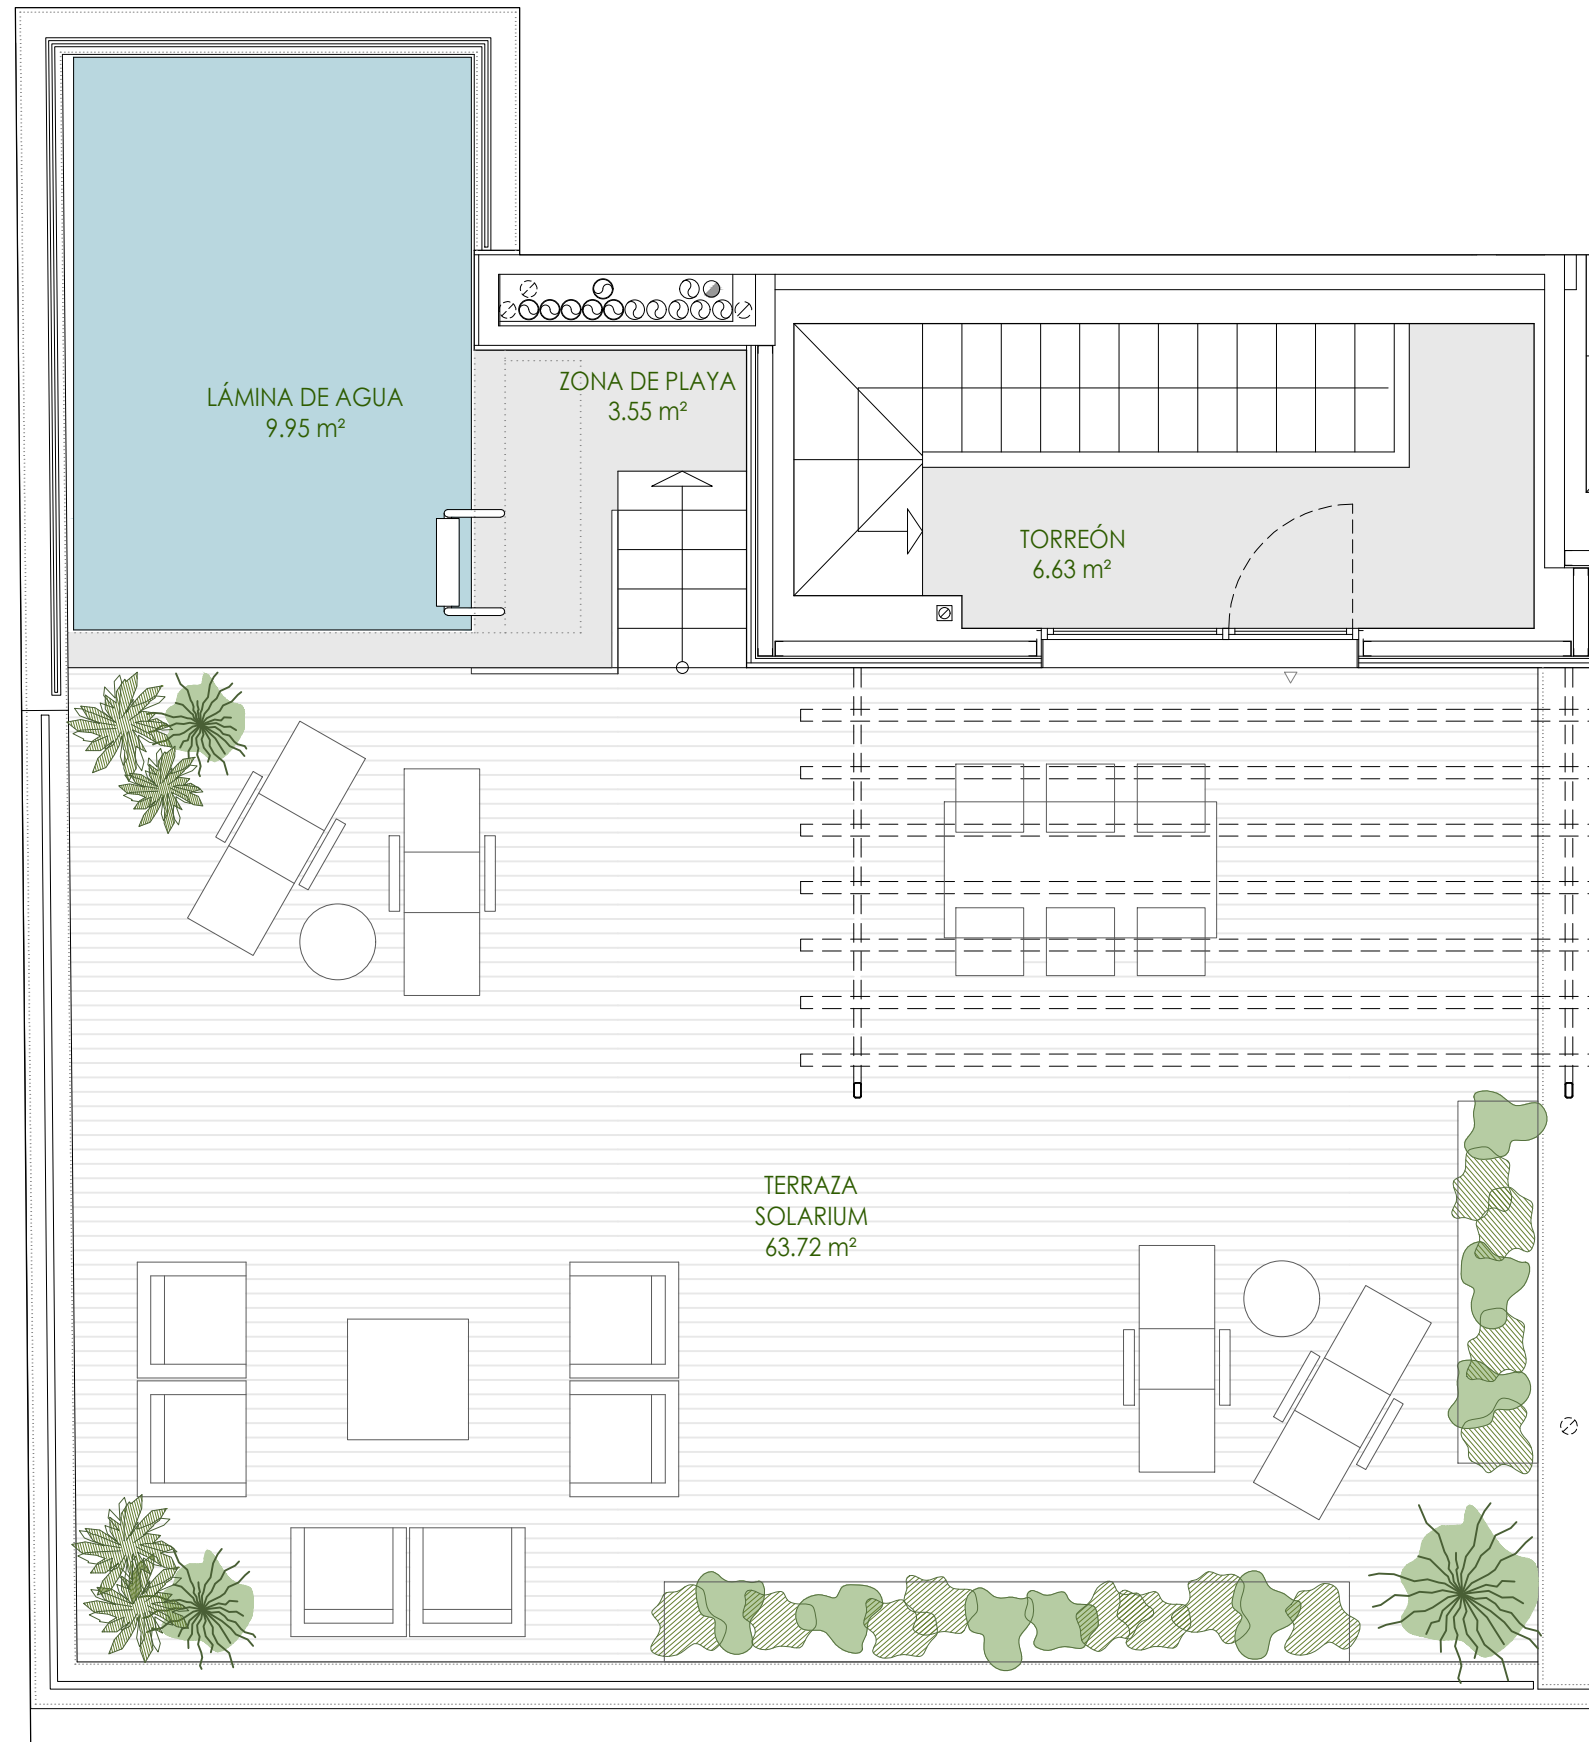 LÁMINA DE AGUA
9.95 m²
ZONA DE PLAYA
3.55 m²
TORREÓN
6.63 m²
TERRAZA
SOLARIUM
63.72 m²